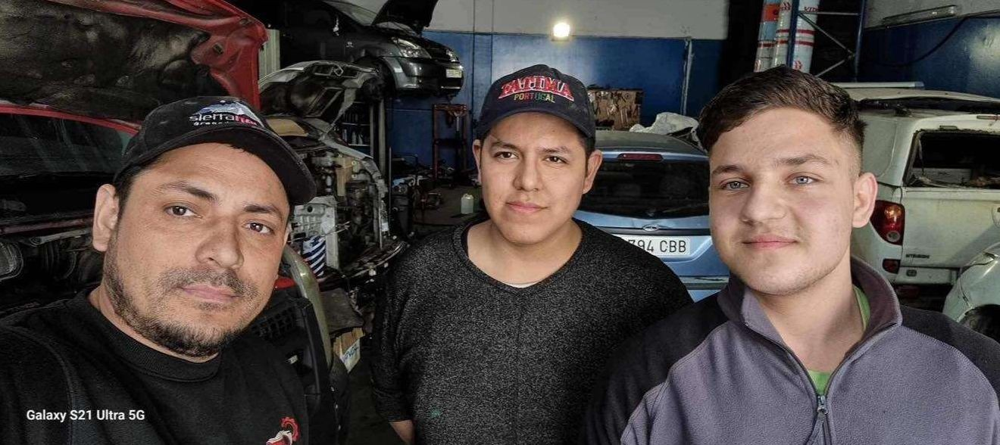 sierra
FATIMA
PORTUGAL
794 CBB
Galaxy S21 Ultra 5G